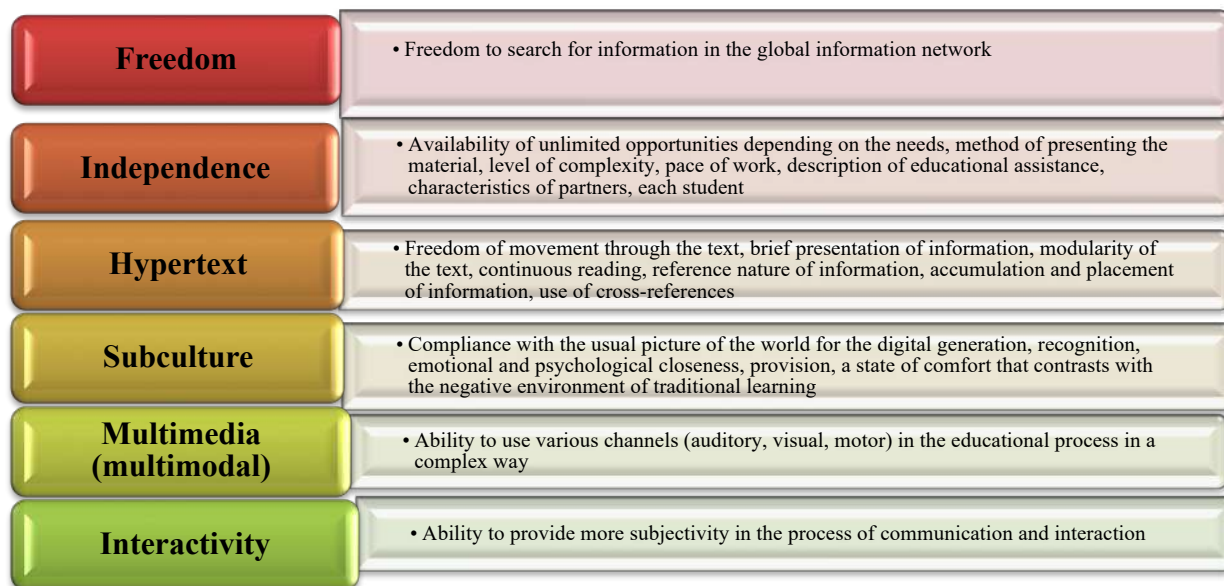 Freedom
• Freedom to search for information in the global information network
Independence
• Availability of unlimited opportunities depending on the needs, method of presenting the
material, level of complexity, pace of work, description of educational assistance,
characteristics of partners, each student
Hypertext
• Freedom of movement through the text, brief presentation of information, modularity of
the text, continuous reading, reference nature of information, accumulation and placement
of information, use of cross-references
Subculture
• Compliance with the usual picture of the world for the digital generation, recognition,
emotional and psychological closeness, provision, a state of comfort that contrasts with
the negative environment of traditional learning
Multimedia
(multimodal)
• Ability to use various channels (auditory, visual, motor) in the educational process in a
complex way
Interactivity
• Ability to provide more subjectivity in the process of communication and interaction